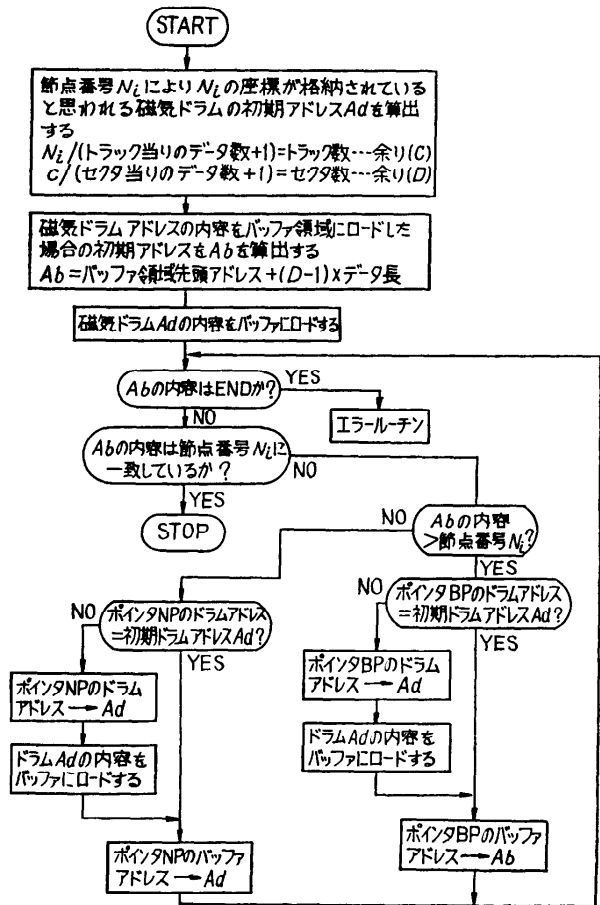 START
節点番号NiによりNiの座標が格納されている
と思われる磁気ドラムの初期アドレスAdを算出
する
Ni/(トラック当りのデータ数+1)=トラック数…余り(C)
c/(セクタ当りのデータ数+1)=セクタ数…余り(D)
磁気ドラムアドレスの内容をバッファ領域にロードした
場合の初期アドレスをAbを算出する
Ab=バッファ領域先頭アドレス+(D-1)×データ長
磁気ドラムAdの内容をバッファにロードする
Abの内容はENDか?
YES
NO
エラールーチン
Abの内容は節点番号Niに
一致しているか?
NO
YES
STOP
NO
Abの内容
>節点番号Ni?
YES
NO
ポインタNPのドラムアドレス
=初期ドラムアドレスAd?
YES
NO
ポインタBPのドラムアドレス
=初期ドラムアドレスAd?
YES
ポインタNPのドラム
アドレス→Ad
ポインタBPのドラム
アドレス→Ad
ドラムAdの内容を
バッファにロードする
ドラムAdの内容を
バッファにロードする
ポインタNPのバッファ
アドレス→Ad
ポインタBPのバッファ
アドレス→Ab